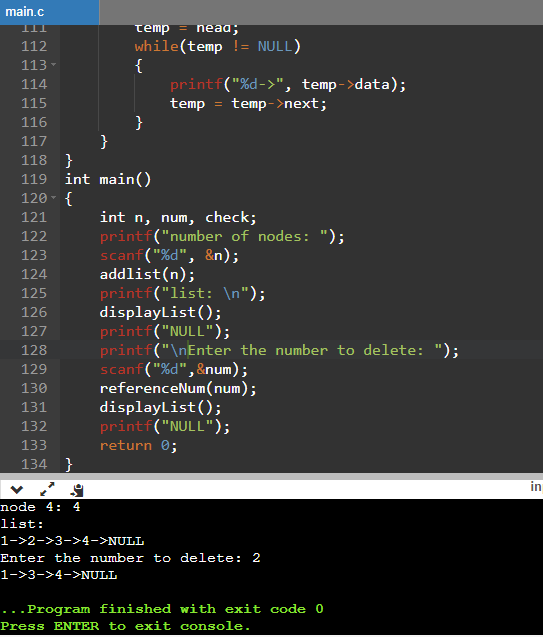 main.c
111 temp = head;
112 while(temp != NULL)
113 {
114 printf("%d->", temp->data);
115 temp = temp->next;
116 }
117 }
118 }
119 int main()
120 {
121 int n, num, check;
122 printf("number of nodes: ");
123 scanf("%d", &n);
124 addlist(n);
125 printf("list: \n");
126 displayList();
127 printf("NULL");
128 printf("\nEnter the number to delete: ");
129 scanf("%d",&num);
130 referenceNum(num);
131 displayList();
132 printf("NULL");
133 return 0;
134 }
in
node 4: 4
list:
1->2->3->4->NULL
Enter the number to delete: 2
1->3->4->NULL
...Program finished with exit code 0
Press ENTER to exit console.